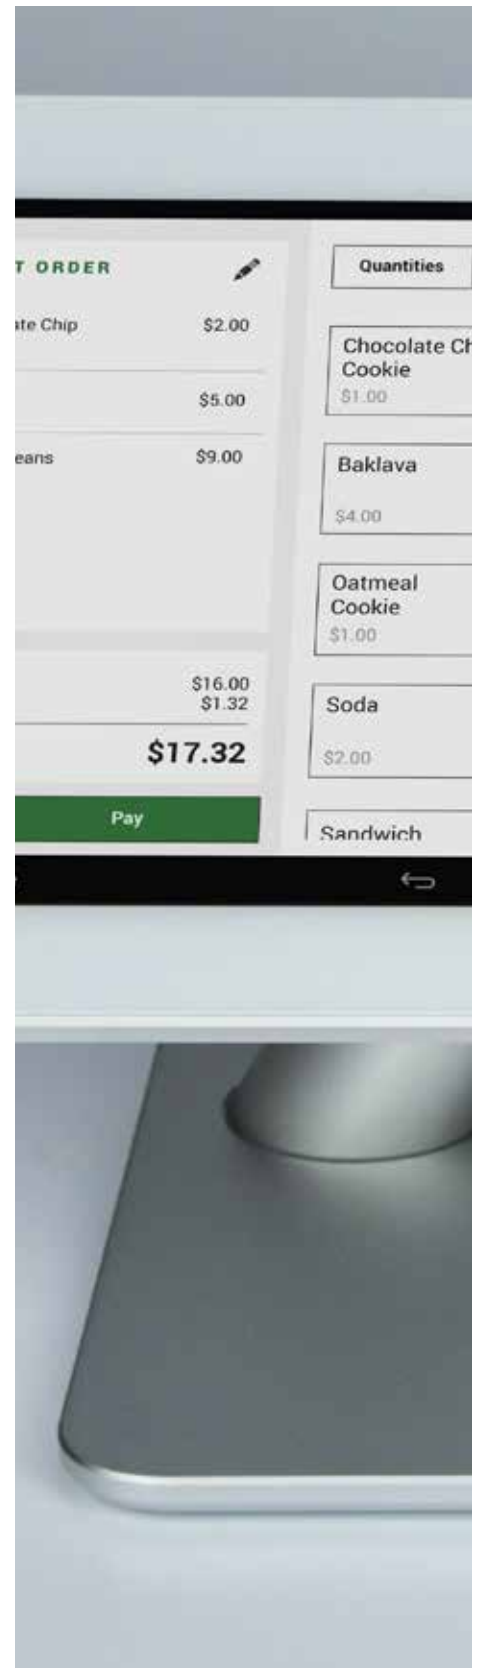 T ORDER
ate Chip $2.00
$5.00
eans $9.00
$16.00
$1.32
$17.32
Pay
Quantities
Chocolate Ch
Cookie
$1.00
Baklava
$4.00
Oatmeal
Cookie
$1.00
Soda
$2.00
Sandwich